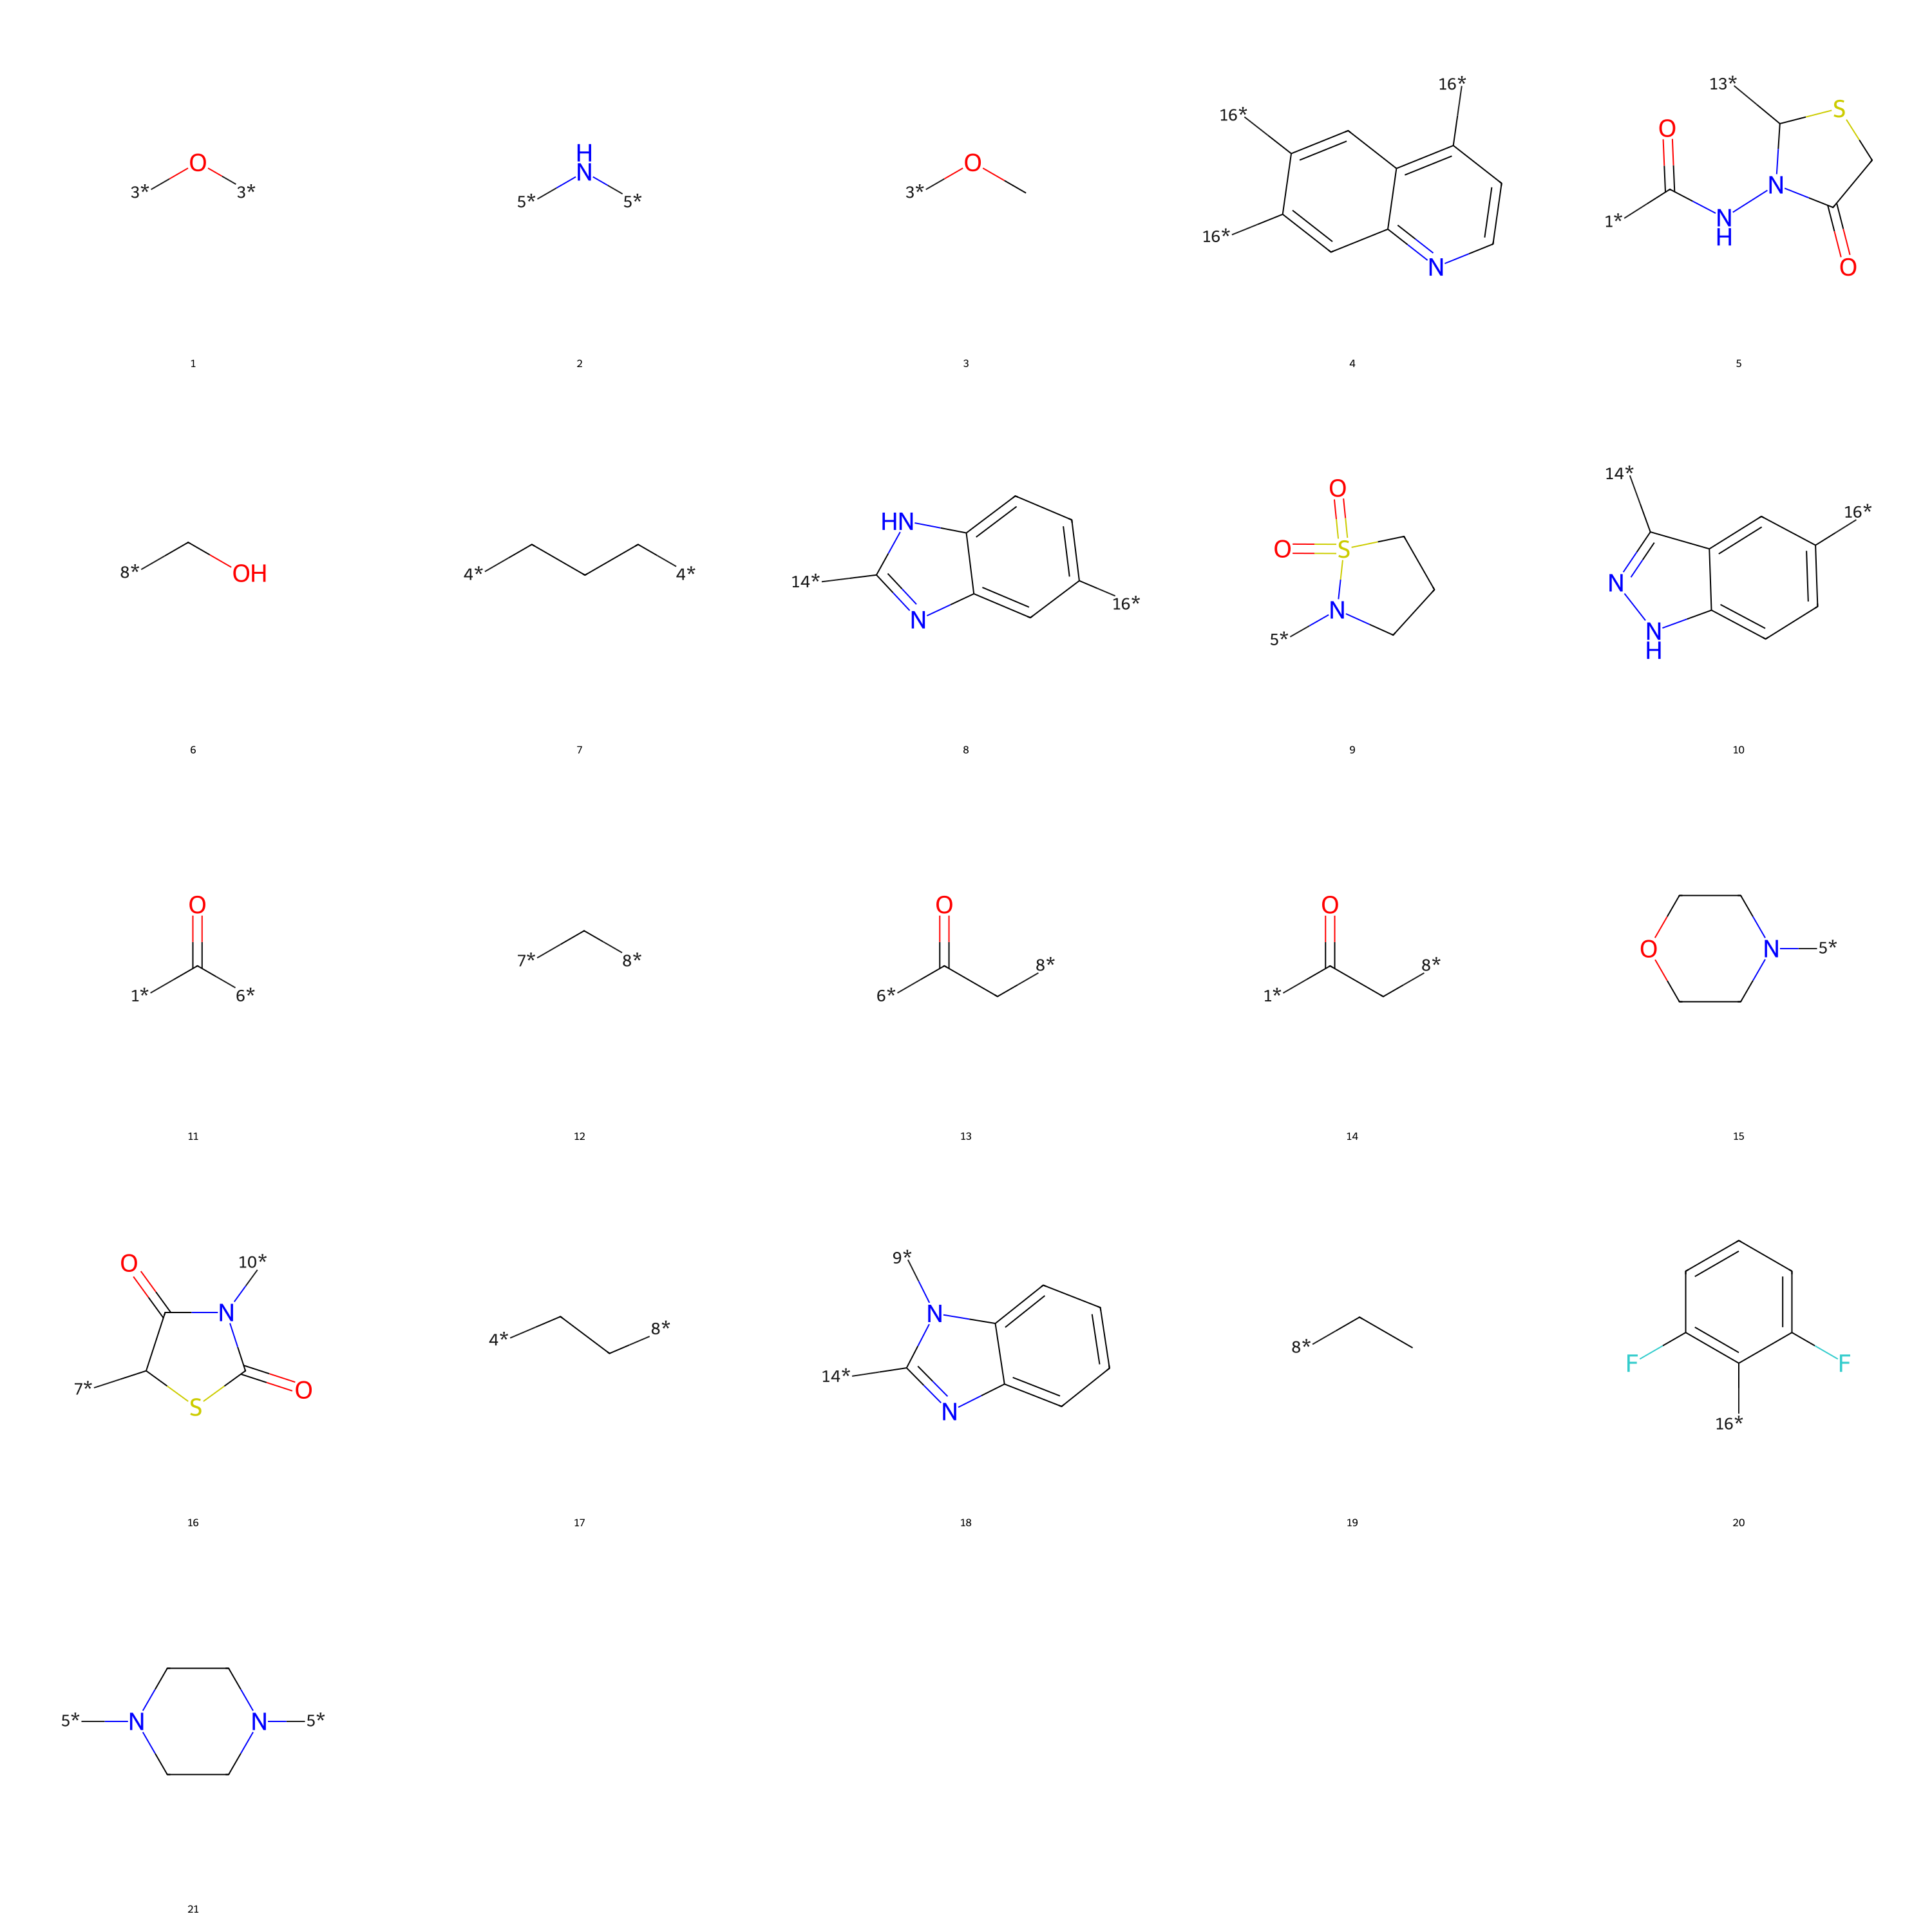 O
3* 3*
1
H
N
5* 5*
2
O
3*
3
16*
16*
16*
N
4
13*
S
O
N
1* N
H
O
5
8* OH
6
4* 4*
7
HN
14*
N
16*
8
O
O S
N
5*
9
14*
16*
N
N
H
10
O
1* 6*
11
7* 8*
12
O
8*
6*
13
O
8*
1*
14
O N 5*
15
O 10*
N
7*
O
S
16
4* 8*
17
9*
N
14*
N
18
8*
19
F F
16*
20
5* N N 5*
21